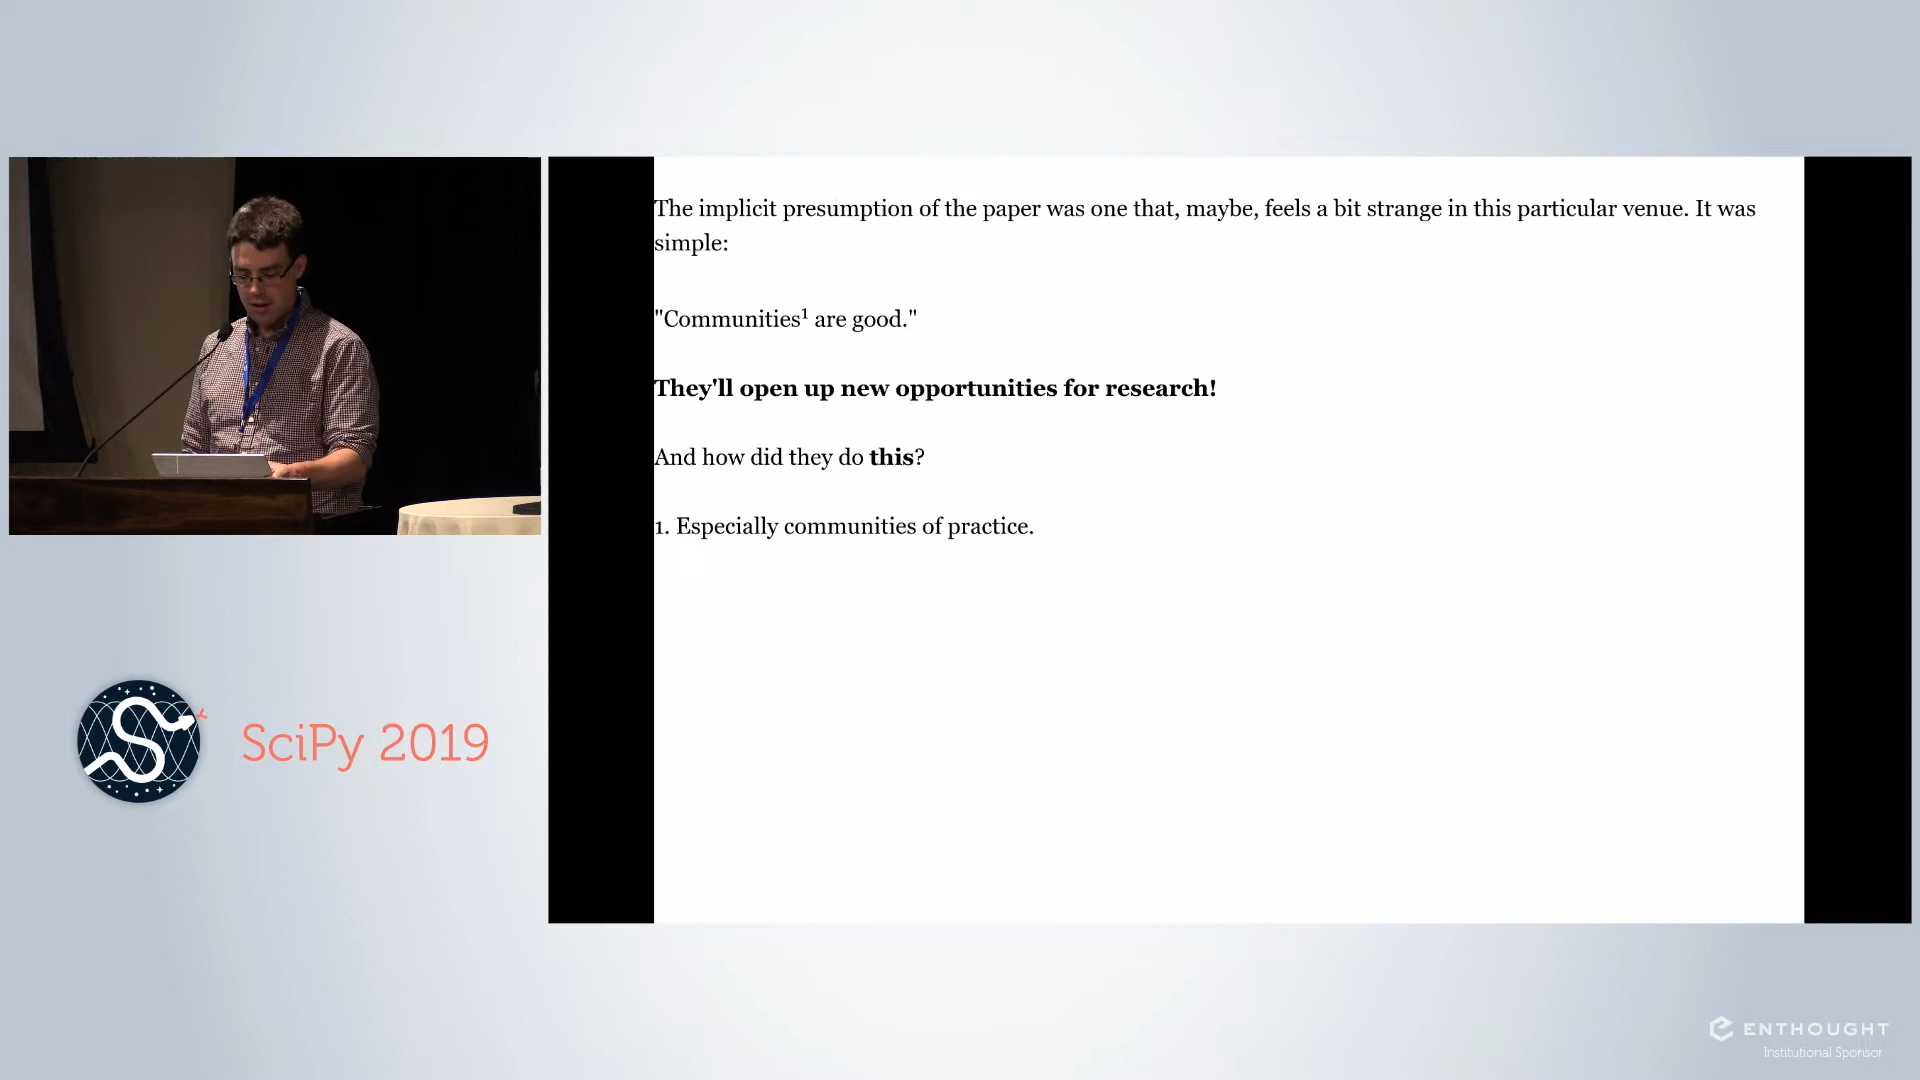 The implicit presumption of the paper was one that, maybe, feels a bit strange in this particular venue. It was
simple:
"Communities¹ are good."
They'll open up new opportunities for research!
And how did they do this?
1. Especially communities of practice.
SciPy 2019
ENTHOUGHT
Institutional Sponsor